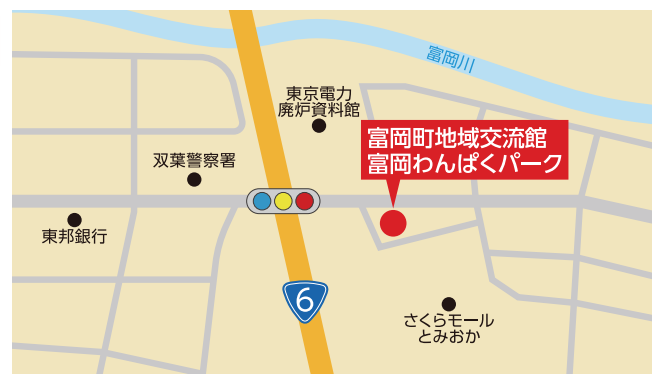 富岡川
東京電力
廃炉資料館
富岡町地域交流館
富岡わんぱくパーク
双葉警察署
東邦銀行
6
さくらモール
とみおか